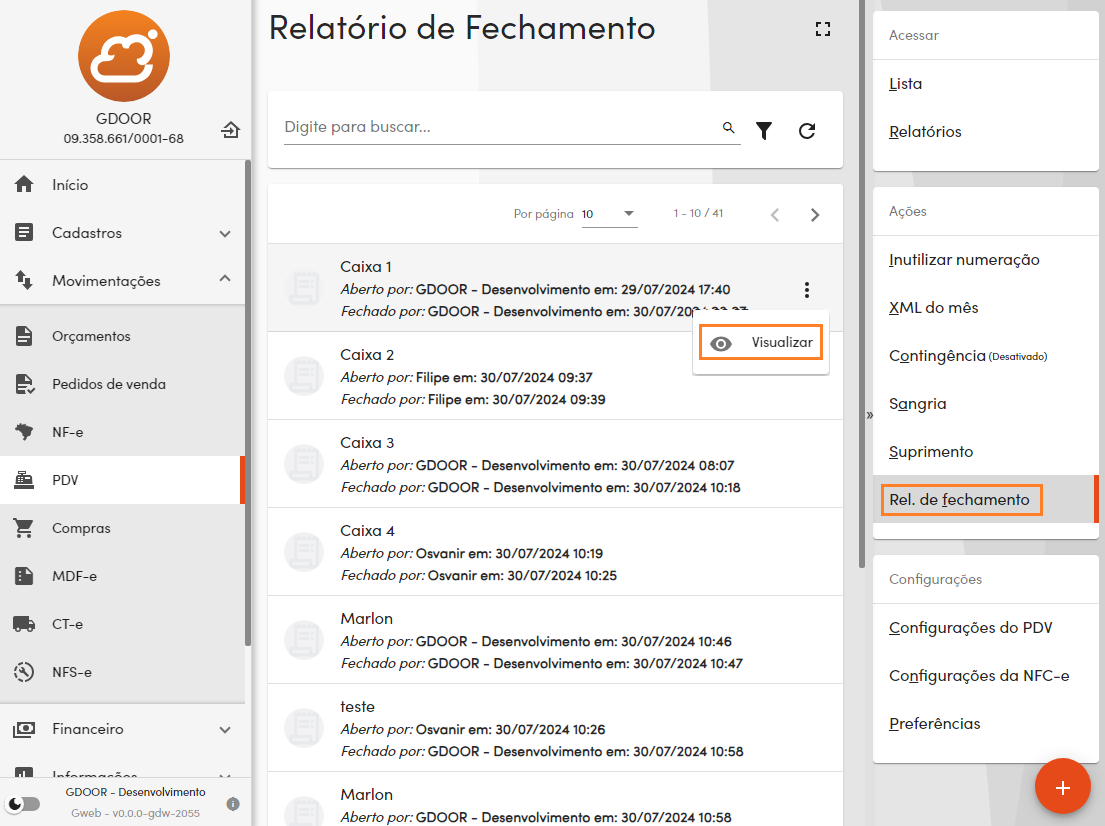 GDOOR
09.358.661/0001-68
Início
Cadastros
Movimentações
Orçamentos
Pedidos de venda
NF-e
PDV
Compras
MDF-e
CT-e
NFS-e
Financeiro
Informações
GDOOR - Desenvolvimento
Gweb - v0.0.0-gdw-2055
Relatório de Fechamento
Digite para buscar...
Por página 10 1 - 10 / 41
Caixa 1
Aberto por: GDOOR - Desenvolvimento em: 29/07/2024 17:40
Fechado por: GDOOR - Desenvolvimento em: 30/07/2024
Visualizar
Caixa 2
Aberto por: Filipe em: 30/07/2024 09:37
Fechado por: Filipe em: 30/07/2024 09:39
Caixa 3
Aberto por: GDOOR - Desenvolvimento em: 30/07/2024 08:07
Fechado por: GDOOR - Desenvolvimento em: 30/07/2024 10:18
Caixa 4
Aberto por: Osvanir em: 30/07/2024 10:19
Fechado por: Osvanir em: 30/07/2024 10:25
Marlon
Aberto por: GDOOR - Desenvolvimento em: 30/07/2024 10:46
Fechado por: GDOOR - Desenvolvimento em: 30/07/2024 10:47
teste
Aberto por: Osvanir em: 30/07/2024 10:26
Fechado por: GDOOR - Desenvolvimento em: 30/07/2024 10:58
Marlon
Aberto por: GDOOR - Desenvolvimento em: 30/07/2024 10:58
»
Acessar
Lista
Relatórios
Ações
Inutilizar numeração
XML do mês
Contingência (Desativado)
Sangria
Suprimento
Rel. de fechamento
Configurações
Configurações do PDV
Configurações da NFC-e
Preferências
+